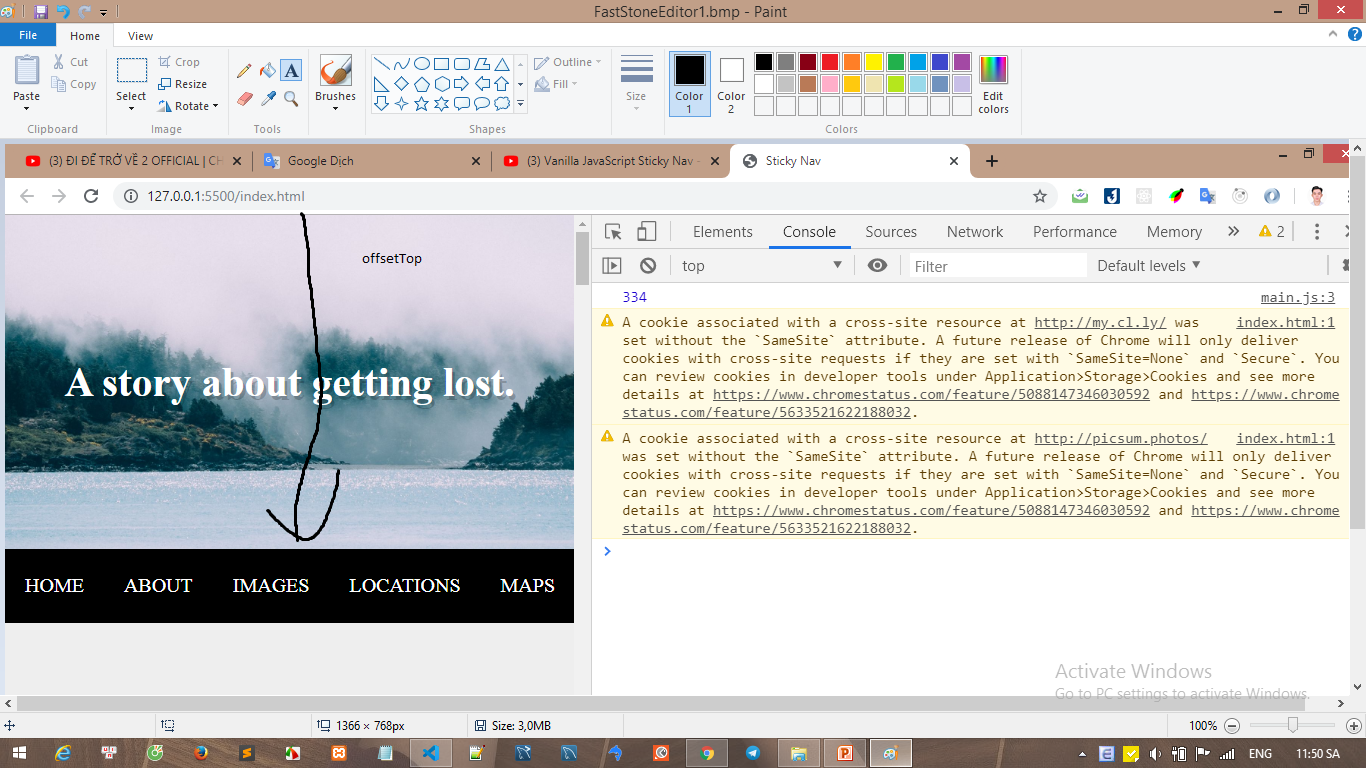 FastStoneEditor1.bmp - Paint
File Home View
Paste Cut Copy Clipboard
Select Crop Resize Rotate Image
Tools
Brushes
Shapes
Outline Fill
Size
Color 1
Color 2
Edit colors
Colors
(3) ĐI ĐỂ TRỞ VỀ 2 OFFICIAL | CH
Google Dịch
(3) Vanilla JavaScript Sticky Nav -
Sticky Nav
127.0.0.1:5500/index.html
offsetTop
A story about getting lost.
HOME ABOUT IMAGES LOCATIONS MAPS
Elements Console Sources Network Performance Memory » 2
top Filter Default levels
334 main.js:3
A cookie associated with a cross-site resource at http://my.cl.ly/ was index.html:1
set without the `SameSite` attribute. A future release of Chrome will only deliver
cookies with cross-site requests if they are set with `SameSite=None` and `Secure`. You
can review cookies in developer tools under Application>Storage>Cookies and see more
details at https://www.chromestatus.com/feature/5088147346030592 and https://www.chrome
status.com/feature/5633521622188032.
A cookie associated with a cross-site resource at http://picsum.photos/ index.html:1
was set without the `SameSite` attribute. A future release of Chrome will only deliver
cookies with cross-site requests if they are set with `SameSite=None` and `Secure`. You
can review cookies in developer tools under Application>Storage>Cookies and see more
details at https://www.chromestatus.com/feature/5088147346030592 and https://www.chrome
status.com/feature/5633521622188032.
Activate Windows
Go to PC settings to activate Windows.
1366 × 768px
Size: 3,0MB
100%
ENG 11:50 SA